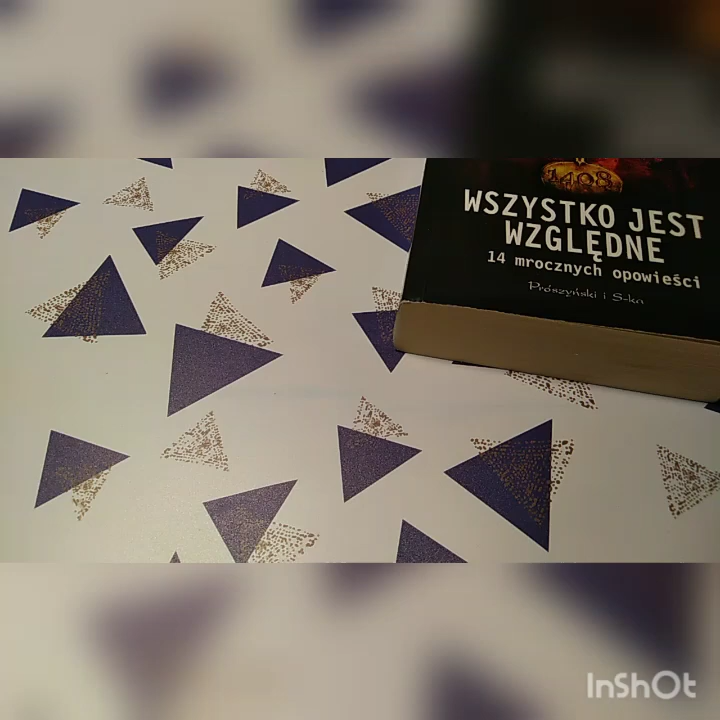 1408
WSZYSTKO JEST
WZGLĘDNE
14 mrocznych opowieści
Prószyński i S-ka
InShOt